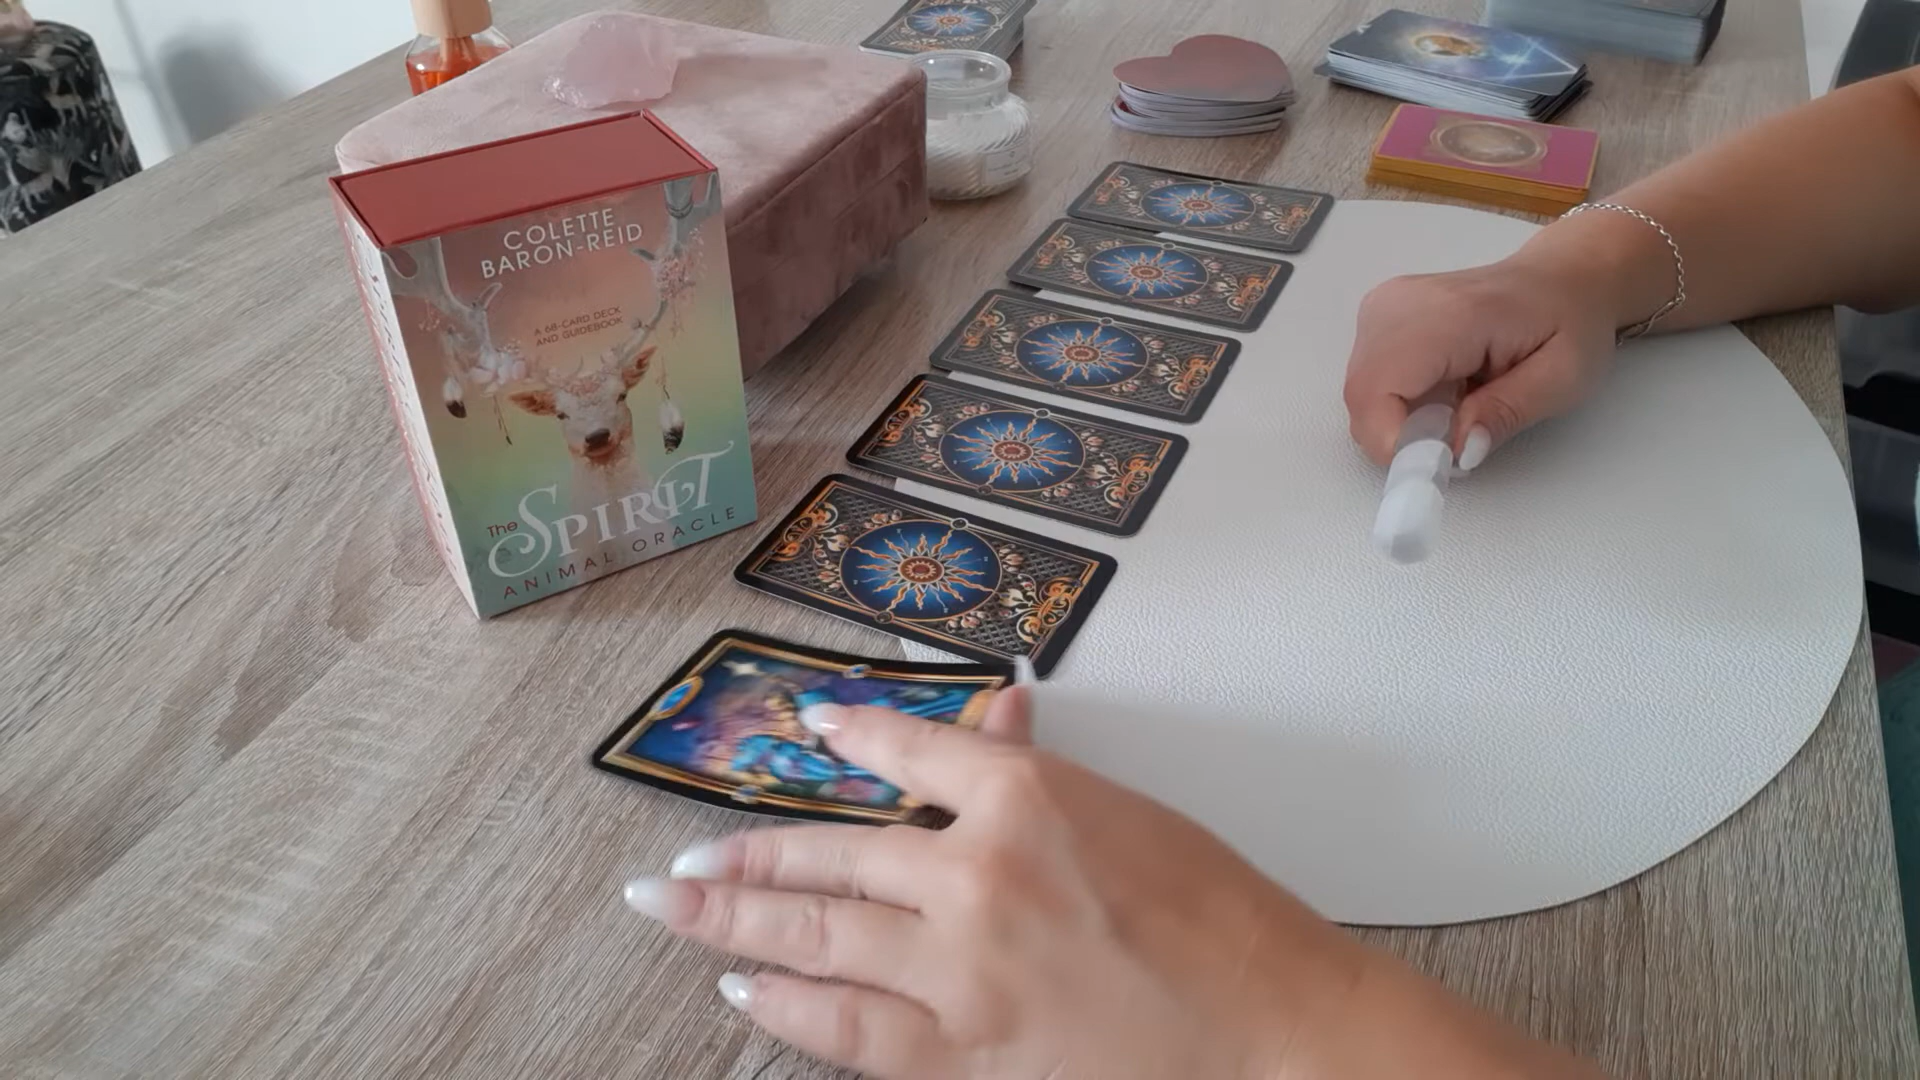 COLETTE
BARON-REID
A 68-CARD DECK
AND GUIDEBOOK
The SPIRIT
ANIMAL ORACLE